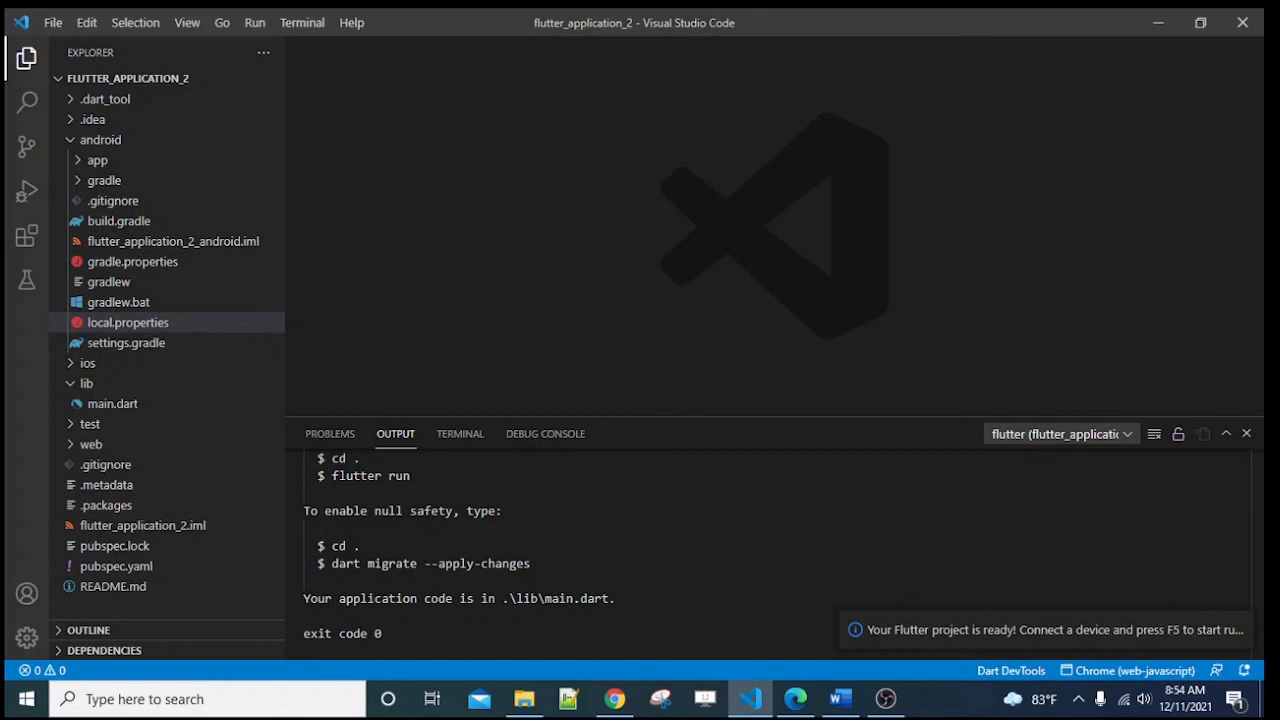 File Edit Selection View Go Run Terminal Help
flutter_application_2 - Visual Studio Code
EXPLORER
FLUTTER_APPLICATION_2
.dart_tool
.idea
android
app
gradle
.gitignore
build.gradle
flutter_application_2_android.iml
gradle.properties
gradlew
gradlew.bat
local.properties
settings.gradle
ios
lib
main.dart
test
web
.gitignore
.metadata
.packages
flutter_application_2.iml
pubspec.lock
pubspec.yaml
README.md
OUTLINE
DEPENDENCIES
PROBLEMS OUTPUT TERMINAL DEBUG CONSOLE
flutter (flutter_applicatic
$ cd .
$ flutter run
To enable null safety, type:
$ cd .
$ dart migrate --apply-changes
Your application code is in .\lib\main.dart.
exit code 0
Your Flutter project is ready! Connect a device and press F5 to start ru...
0 0
Dart DevTools Chrome (web-javascript)
Type here to search
83°F
8:54 AM
12/11/2021
1